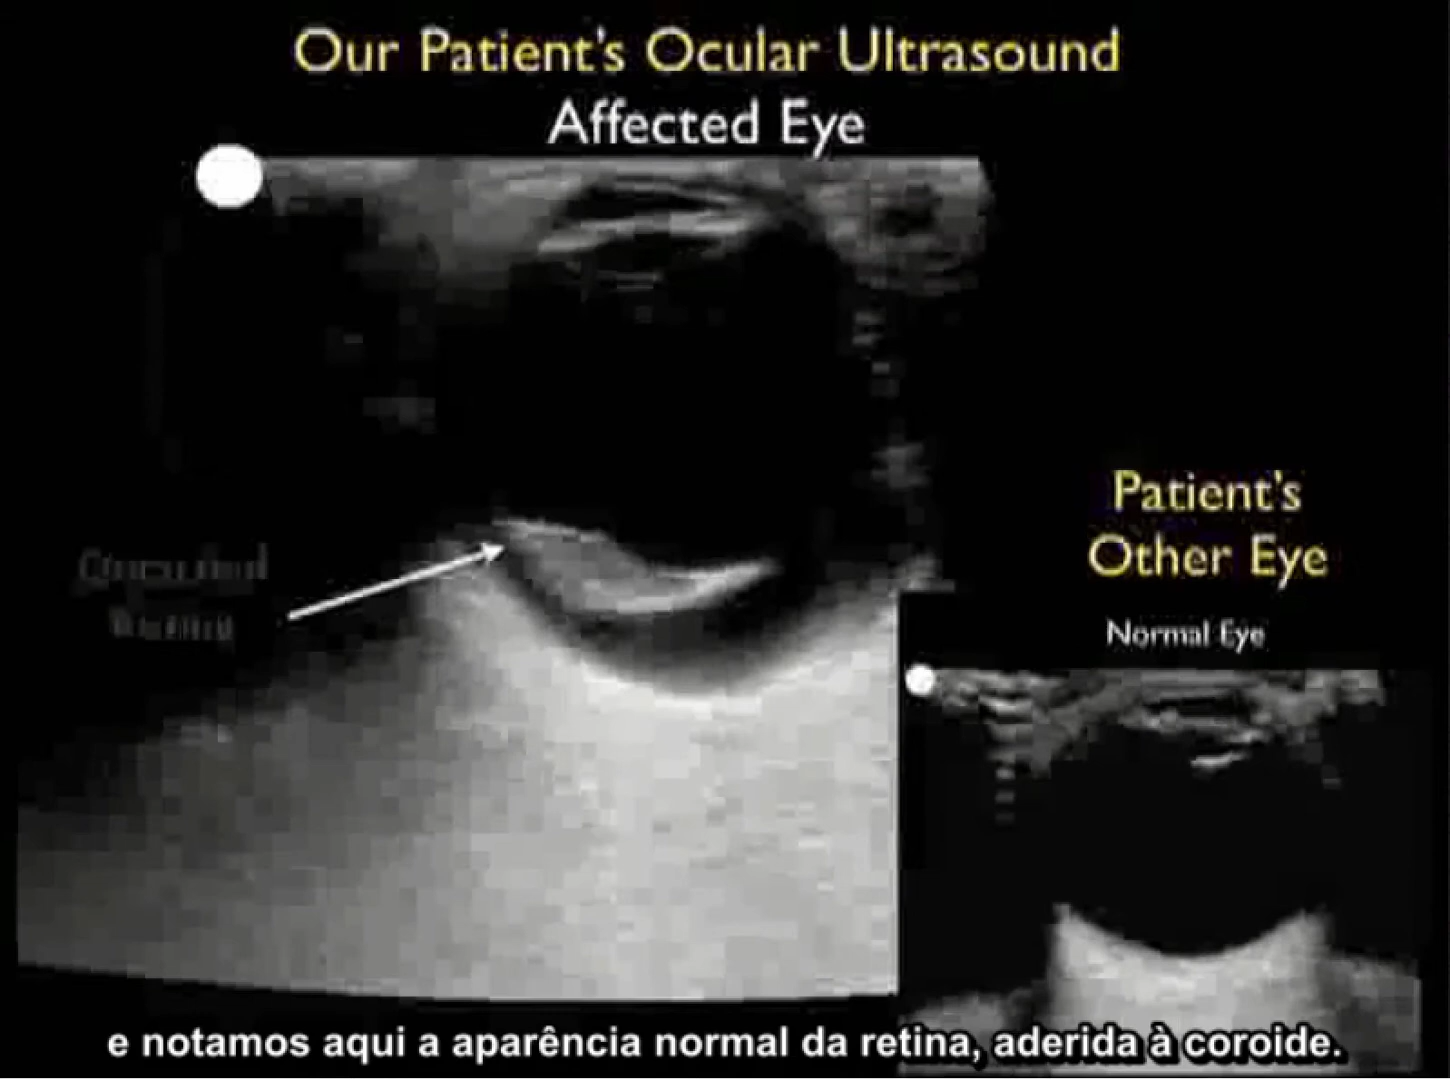 Our Patient's Ocular Ultrasound
Affected Eye
Patient's
Other Eye
Normal Eye
e notamos aqui a aparência normal da retina, aderida à coroide.